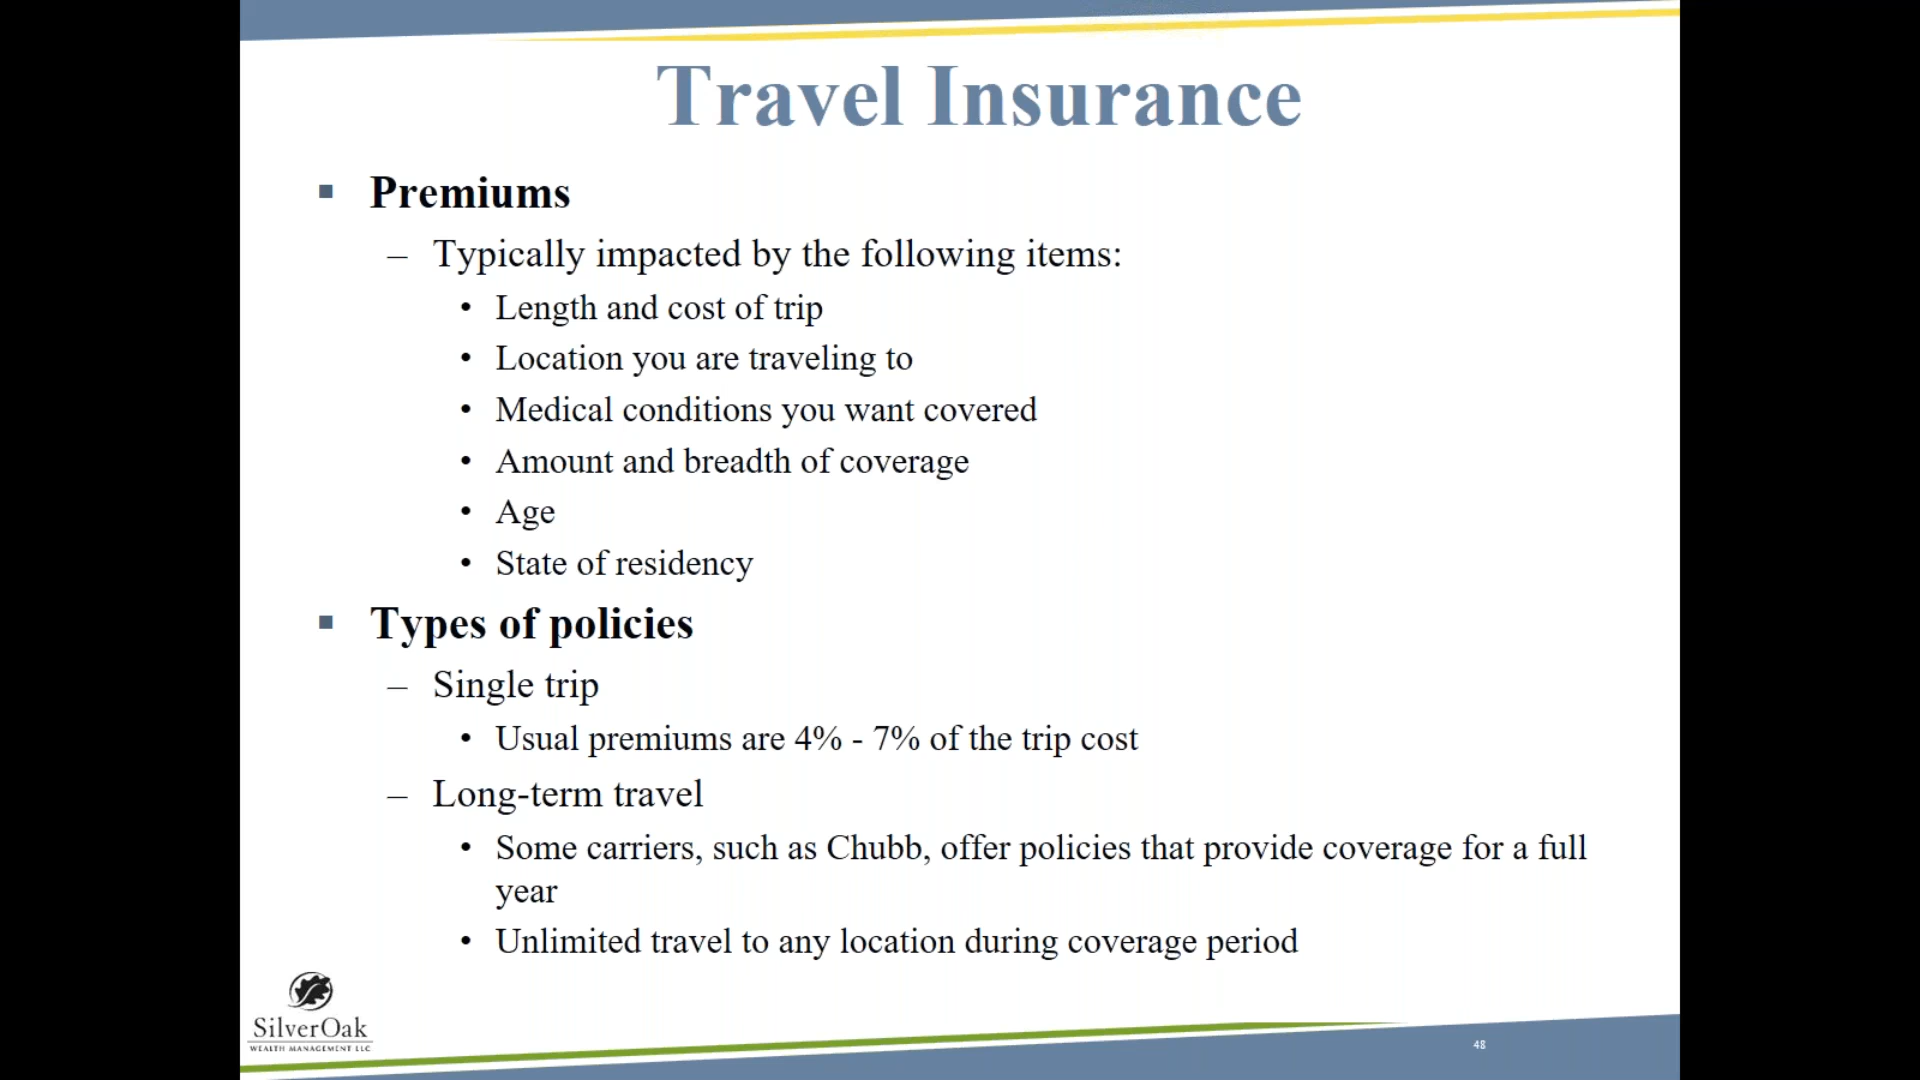 Travel Insurance
▪ Premiums
– Typically impacted by the following items:
• Length and cost of trip
• Location you are traveling to
• Medical conditions you want covered
• Amount and breadth of coverage
• Age
• State of residency
▪ Types of policies
– Single trip
• Usual premiums are 4% - 7% of the trip cost
– Long-term travel
• Some carriers, such as Chubb, offer policies that provide coverage for a full
year
• Unlimited travel to any location during coverage period
SilverOak
WEALTH MANAGEMENT LLC
48